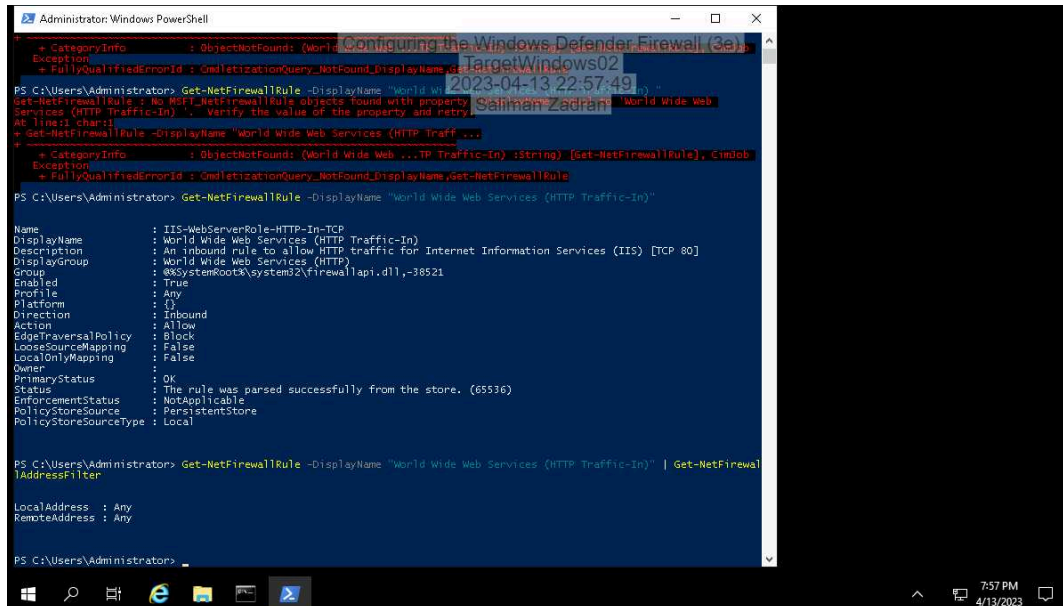 Administrator: Windows PowerShell
Configuring the Windows Defender Firewall (3e)
TargetWindows02
2023-04-13 22:57:49
Saliman Zadran
+ CategoryInfo : ObjectNotFound: (World
Exception
+ FullyQualifiedErrorId : CmdletizationQuery_NotFound_DisplayName,Get-NetFirewallRule
PS C:\Users\Administrator> Get-NetFirewallRule -DisplayName "World Wi
Get-NetFirewallRule : No MSFT_NetFirewallRule objects found with property 'World Wide Web
Services (HTTP Traffic-In) '. Verify the value of the property and retry.
At line:1 char:1
+ Get-NetFirewallRule -DisplayName "World Wide Web Services (HTTP Traff ...
+ CategoryInfo : ObjectNotFound: (World Wide Web ...TP Traffic-In) :String) [Get-NetFirewallRule], CimJob
Exception
+ FullyQualifiedErrorId : CmdletizationQuery_NotFound_DisplayName,Get-NetFirewallRule
PS C:\Users\Administrator> Get-NetFirewallRule -DisplayName "World Wide Web Services (HTTP Traffic-In)"
Name : IIS-WebServerRole-HTTP-In-TCP
DisplayName : World Wide Web Services (HTTP Traffic-In)
Description : An inbound rule to allow HTTP traffic for Internet Information Services (IIS) [TCP 80]
DisplayGroup : World Wide Web Services (HTTP)
Group : @%SystemRoot%\system32\firewallapi.dll,-38521
Enabled : True
Profile : Any
Platform : {}
Direction : Inbound
Action : Allow
EdgeTraversalPolicy : Block
LooseSourceMapping : False
LocalOnlyMapping : False
Owner :
PrimaryStatus : OK
Status : The rule was parsed successfully from the store. (65536)
EnforcementStatus : NotApplicable
PolicyStoreSource : PersistentStore
PolicyStoreSourceType : Local
PS C:\Users\Administrator> Get-NetFirewallRule -DisplayName "World Wide Web Services (HTTP Traffic-In)" | Get-NetFirewal
lAddressFilter
LocalAddress : Any
RemoteAddress : Any
PS C:\Users\Administrator> _
7:57 PM
4/13/2023